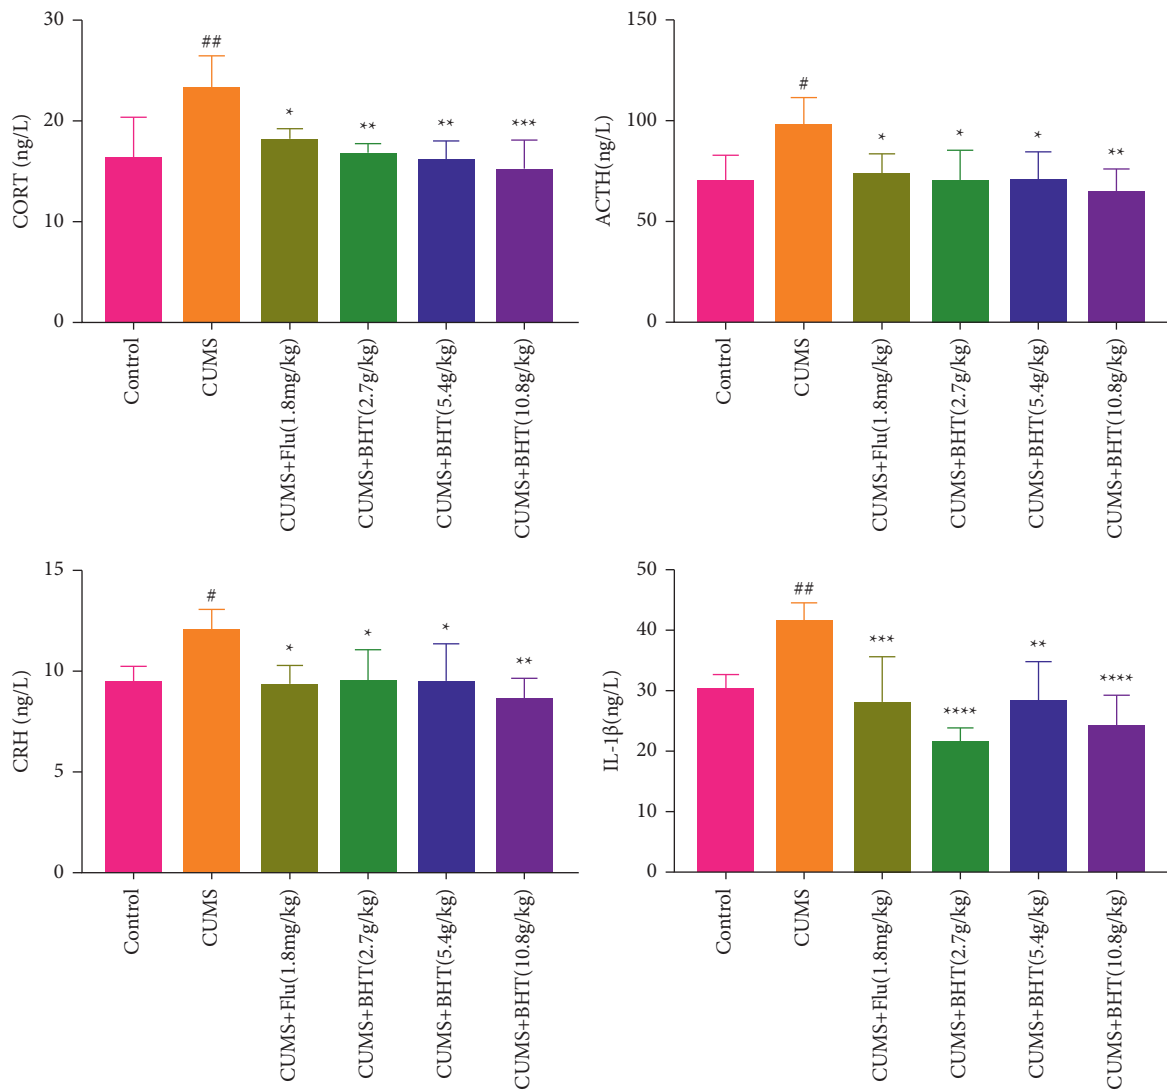 CORT (ng/L)
30
20
10
0
##
*
**
**
***
Control
CUMS
CUMS+Flu(1.8mg/kg)
CUMS+BHT(2.7g/kg)
CUMS+BHT(5.4g/kg)
CUMS+BHT(10.8g/kg)
ACTH(ng/L)
150
100
50
0
#
*
*
*
**
Control
CUMS
CUMS+Flu(1.8mg/kg)
CUMS+BHT(2.7g/kg)
CUMS+BHT(5.4g/kg)
CUMS+BHT(10.8g/kg)
CRH (ng/L)
15
10
5
0
#
*
*
*
**
Control
CUMS
CUMS+Flu(1.8mg/kg)
CUMS+BHT(2.7g/kg)
CUMS+BHT(5.4g/kg)
CUMS+BHT(10.8g/kg)
IL-1β(ng/L)
50
40
30
20
10
0
##
***
****
**
****
Control
CUMS
CUMS+Flu(1.8mg/kg)
CUMS+BHT(2.7g/kg)
CUMS+BHT(5.4g/kg)
CUMS+BHT(10.8g/kg)